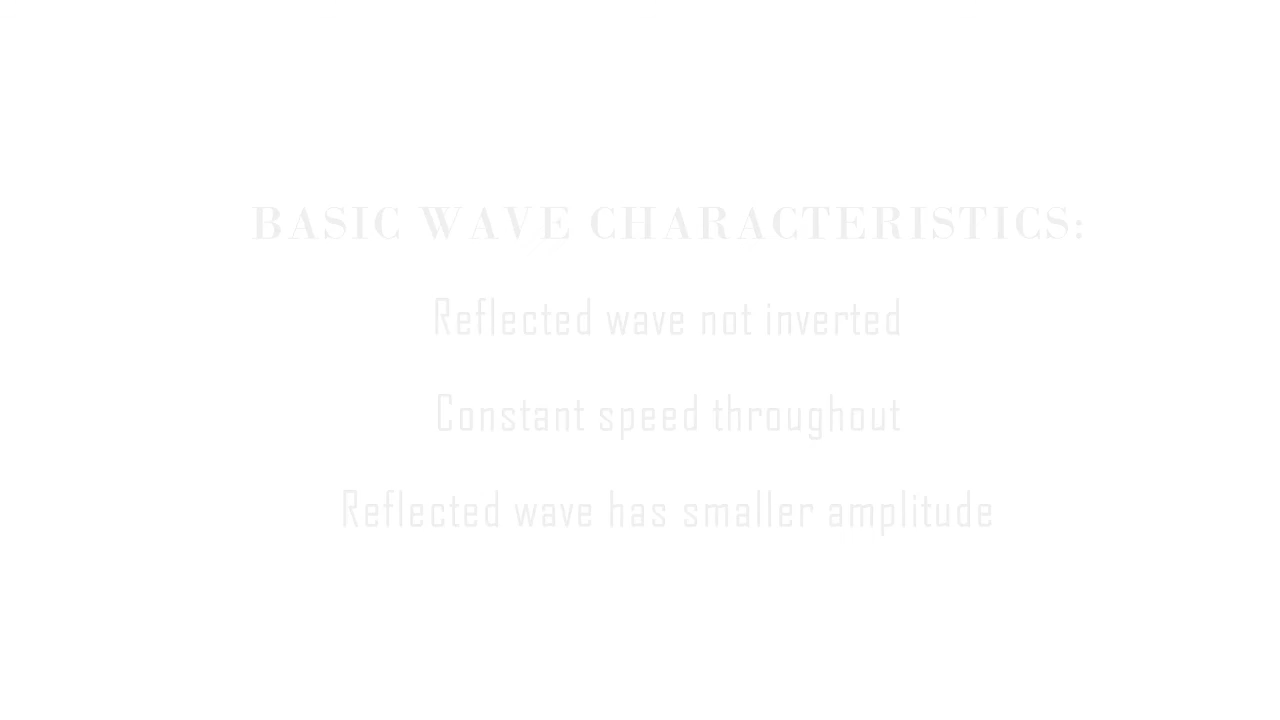 BASIC WAVE CHARACTERISTICS:
Reflected wave not inverted
Constant speed throughout
Reflected wave has smaller amplitude